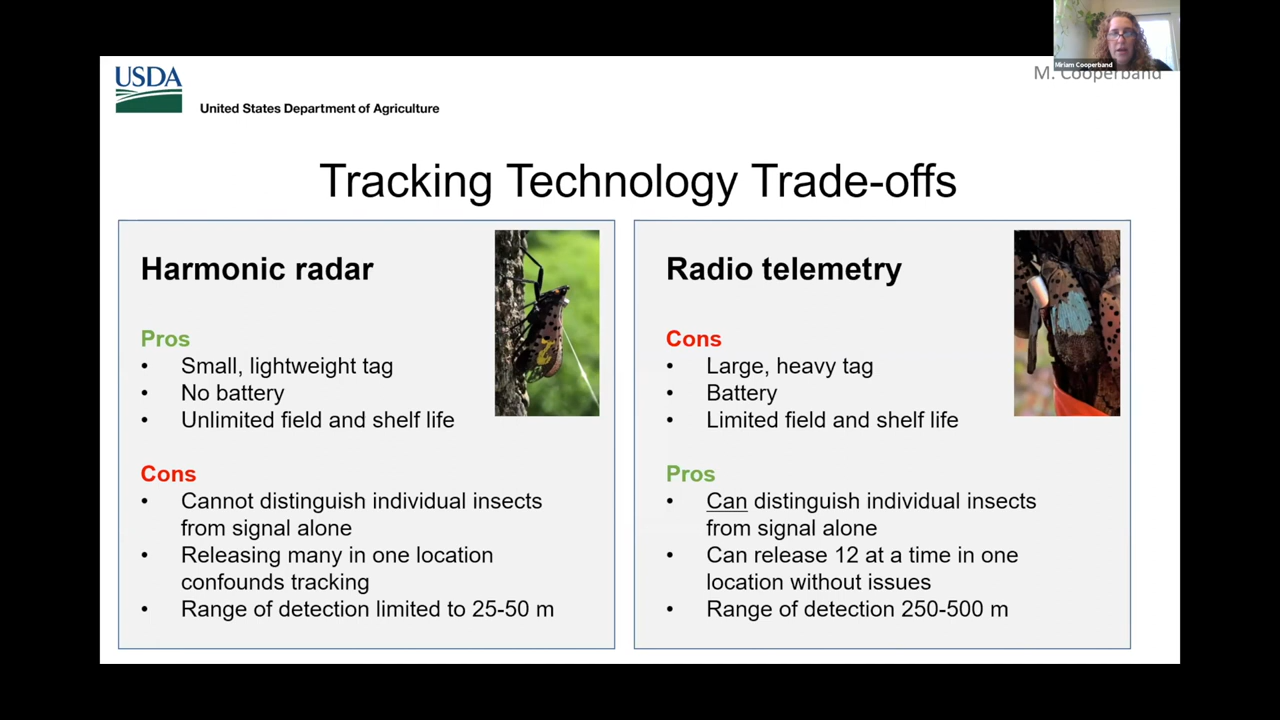 Miriam Cooperband
M. Cooperband
USDA
United States Department of Agriculture
Tracking Technology Trade-offs
Harmonic radar
Pros
• Small, lightweight tag
• No battery
• Unlimited field and shelf life
Cons
• Cannot distinguish individual insects
from signal alone
• Releasing many in one location
confounds tracking
• Range of detection limited to 25-50 m
Radio telemetry
Cons
• Large, heavy tag
• Battery
• Limited field and shelf life
Pros
• Can distinguish individual insects
from signal alone
• Can release 12 at a time in one
location without issues
• Range of detection 250-500 m